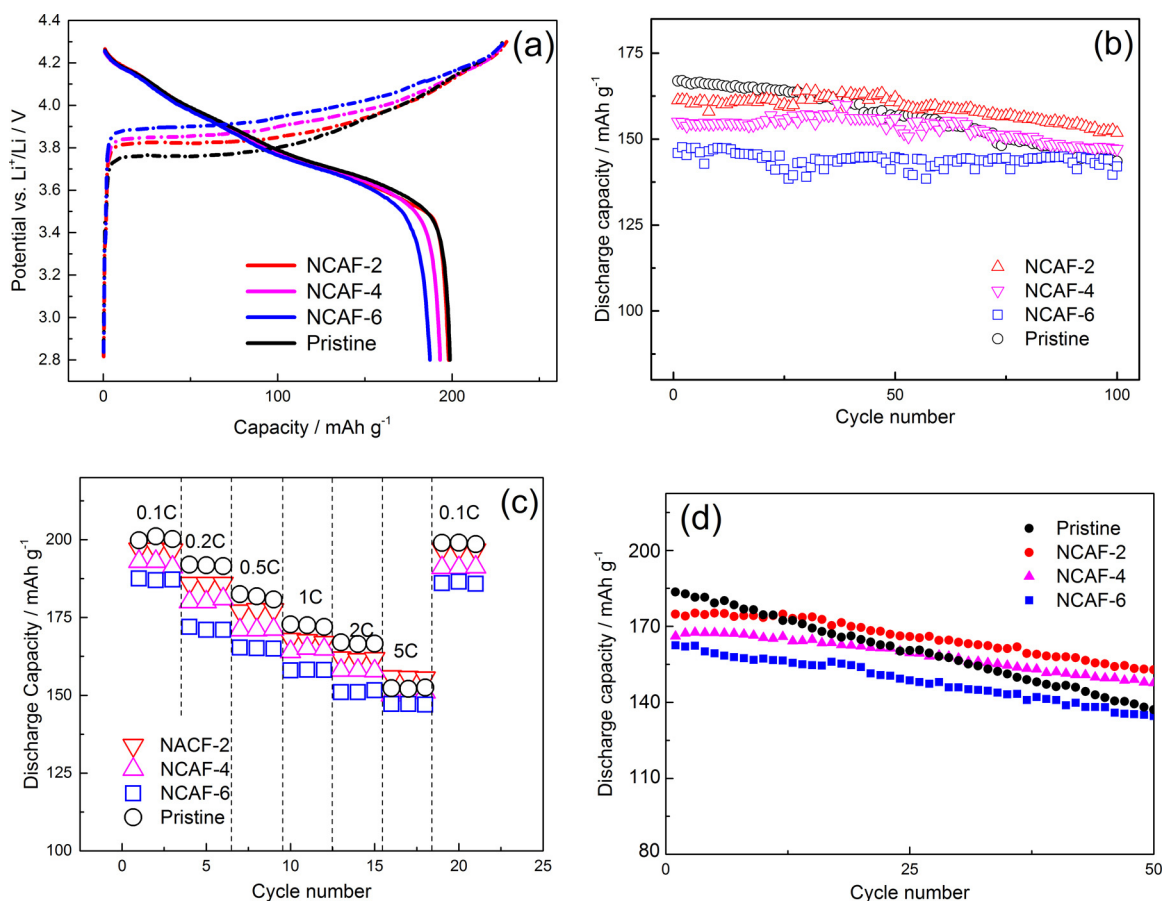 (a)
4.4
4.2
4.0
3.8
3.6
3.4
3.2
3.0
2.8
Potential vs. Li⁺/Li / V
NCAF-2
NCAF-4
NCAF-6
Pristine
0
100
200
Capacity / mAh g⁻¹
(b)
175
150
125
100
Discharge capacity / mAh g⁻¹
NCAF-2
NCAF-4
NCAF-6
Pristine
0
50
100
Cycle number
(c)
200
175
150
125
100
Discharge Capacity / mAh g⁻¹
0.1C
0.2C
0.5C
1C
2C
5C
0.1C
NACF-2
NCAF-4
NCAF-6
Pristine
0
5
10
15
20
25
Cycle number
(d)
200
170
140
110
80
Discharge capacity / mAh g⁻¹
Pristine
NCAF-2
NCAF-4
NCAF-6
0
25
50
Cycle number